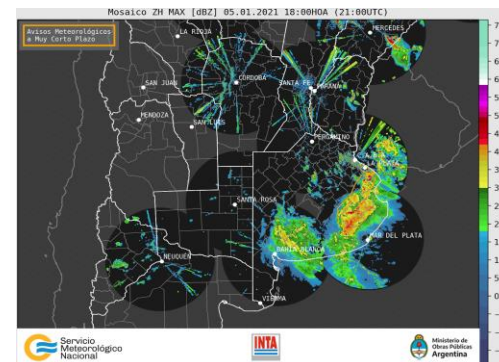 Mosaico ZH MAX [dBZ] 05.01.2021 18:00HOA (21:00UTC)
Avisos Meteorológicos
a Muy Corto Plazo
LA RIOJA
MERCEDES
SAN JUAN
CORDOBA
SANTA FE
PARANA
MENDOZA
SAN LUIS
PERGAMINO
LA PLATA
SANTA ROSA
MAR DEL PLATA
BAHIA BLANCA
NEUQUEN
VIEDMA
Servicio
Meteorológico
Nacional
INTA
Ministerio de
Obras Públicas
Argentina